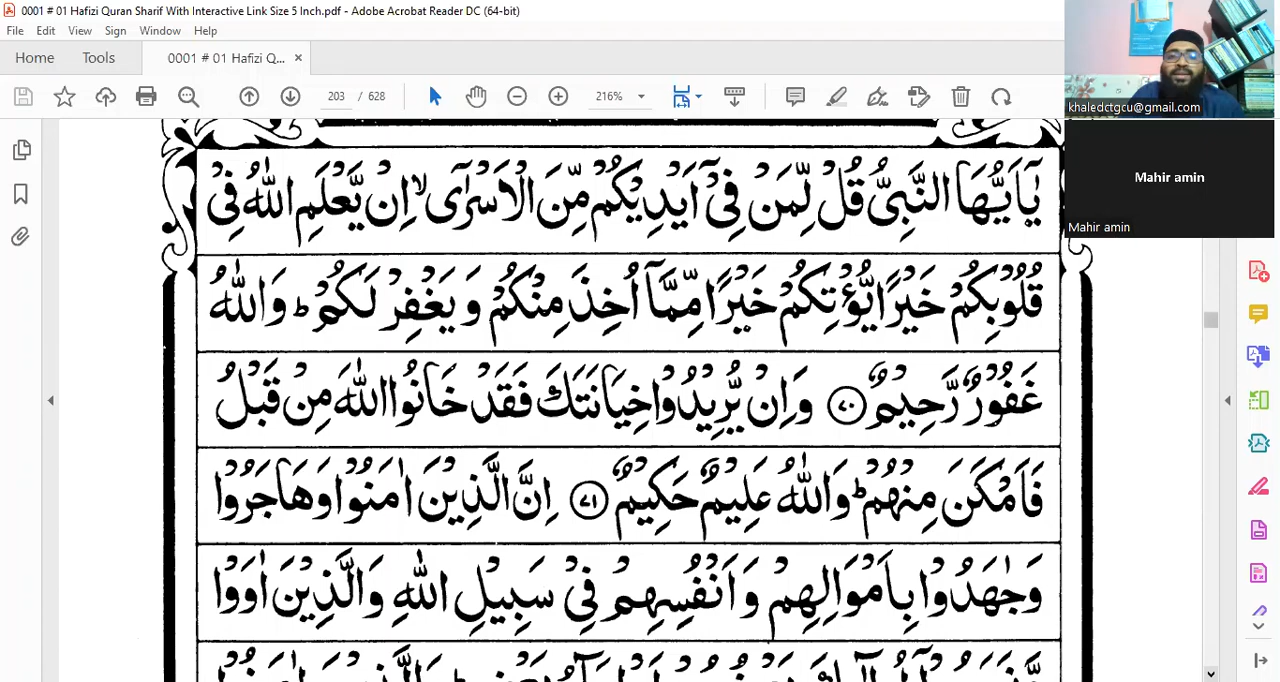 0001 # 01 Hafizi Quran Sharif With Interactive Link Size 5 Inch.pdf - Adobe Acrobat Reader DC (64-bit)
File Edit View Sign Window Help
Home Tools 0001 # 01 Hafizi Q... ×
203 / 628 216%
khaledctgcu@gmail.com
Mahir amin
Mahir amin
يٰۤاَيُّهَا النَّبِىُّ قُلْ لِّمَنْ فِىْۤ اَيْدِيْكُمْ مِّنَ الْاَسْرٰٓى ۙ اِنْ يَّعْلَمِ اللّٰهُ فِىْ
قُلُوْبِكُمْ خَيْرًا يُّؤْتِكُمْ خَيْرًا مِّمَّاۤ اُخِذَ مِنْكُمْ وَ يَغْفِرْ لَكُمْ ؕ وَاللّٰهُ
غَفُوْرٌ رَّحِيْمٌ ﴿۷۰﴾ وَاِنْ يُّرِيْدُوْا خِيَانَتَكَ فَقَدْ خَانُوا اللّٰهَ مِنْ قَبْلُ
فَاَمْكَنَ مِنْهُمْ ؕ وَاللّٰهُ عَلِيْمٌ حَكِيْمٌ ﴿۷۱﴾ اِنَّ الَّذِيْنَ اٰمَنُوْا وَهَاجَرُوْا
وَجٰهَدُوْا بِاَمْوَالِهِمْ وَاَنْفُسِهِمْ فِىْ سَبِيْلِ اللّٰهِ وَالَّذِيْنَ اٰوَوْا